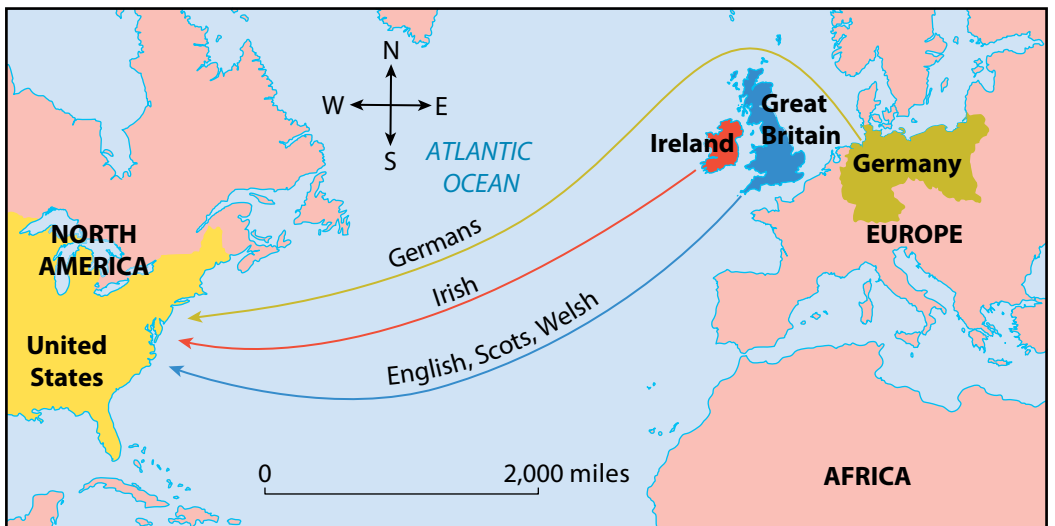 N
W E
S
ATLANTIC
OCEAN
Great
Britain
Ireland
Germany
EUROPE
NORTH
AMERICA
Germans
Irish
English, Scots, Welsh
United
States
0 2,000 miles
AFRICA